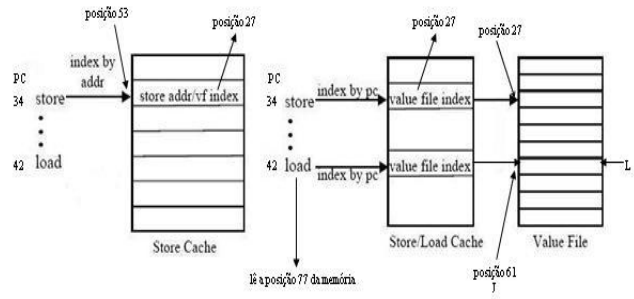 posição 53
posição 27
PC
index by
addr
34 store
store addr/vf index
42 load
Store Cache
posição 27
posição 27
PC
34 store
index by pc
value file index
42 load
index by pc
value file index
L
Store/Load Cache
Value File
lê a posição 77 da memória
posição 61
J